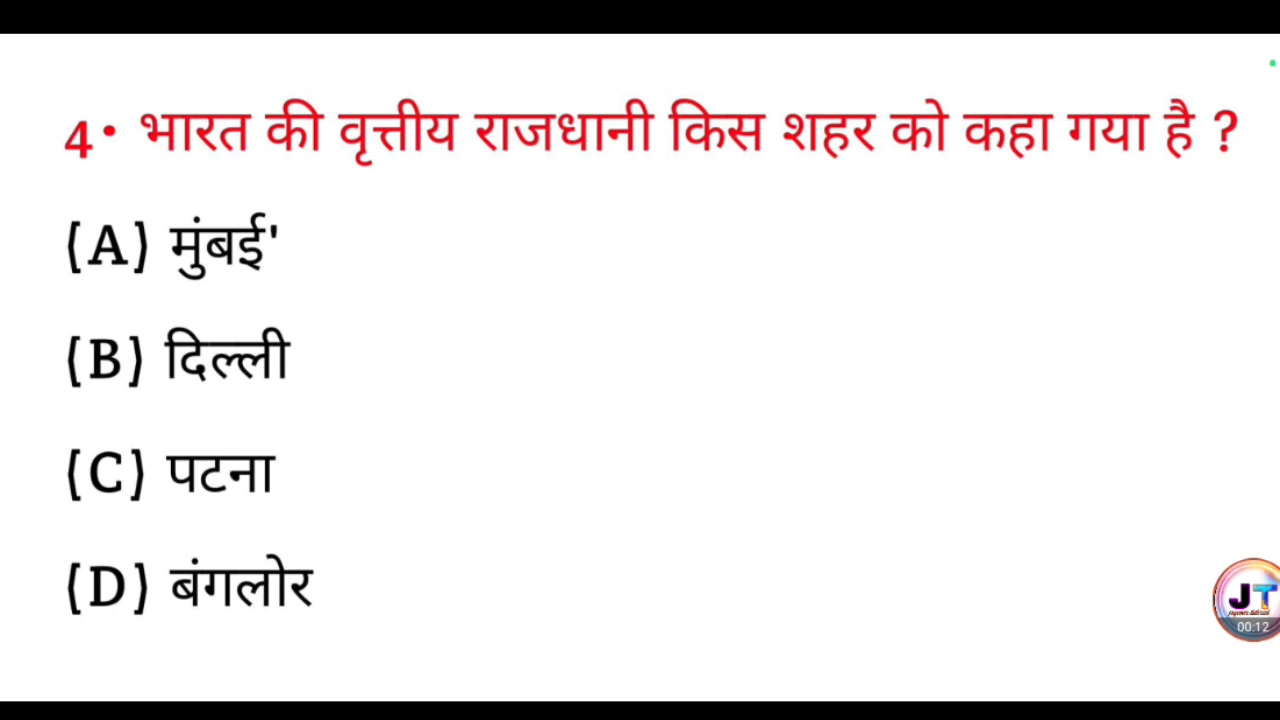 4• भारत की वृत्तीय राजधानी किस शहर को कहा गया है ?
(A) मुंबई'
(B) दिल्ली
(C) पटना
(D) बंगलोर
JT
00:12